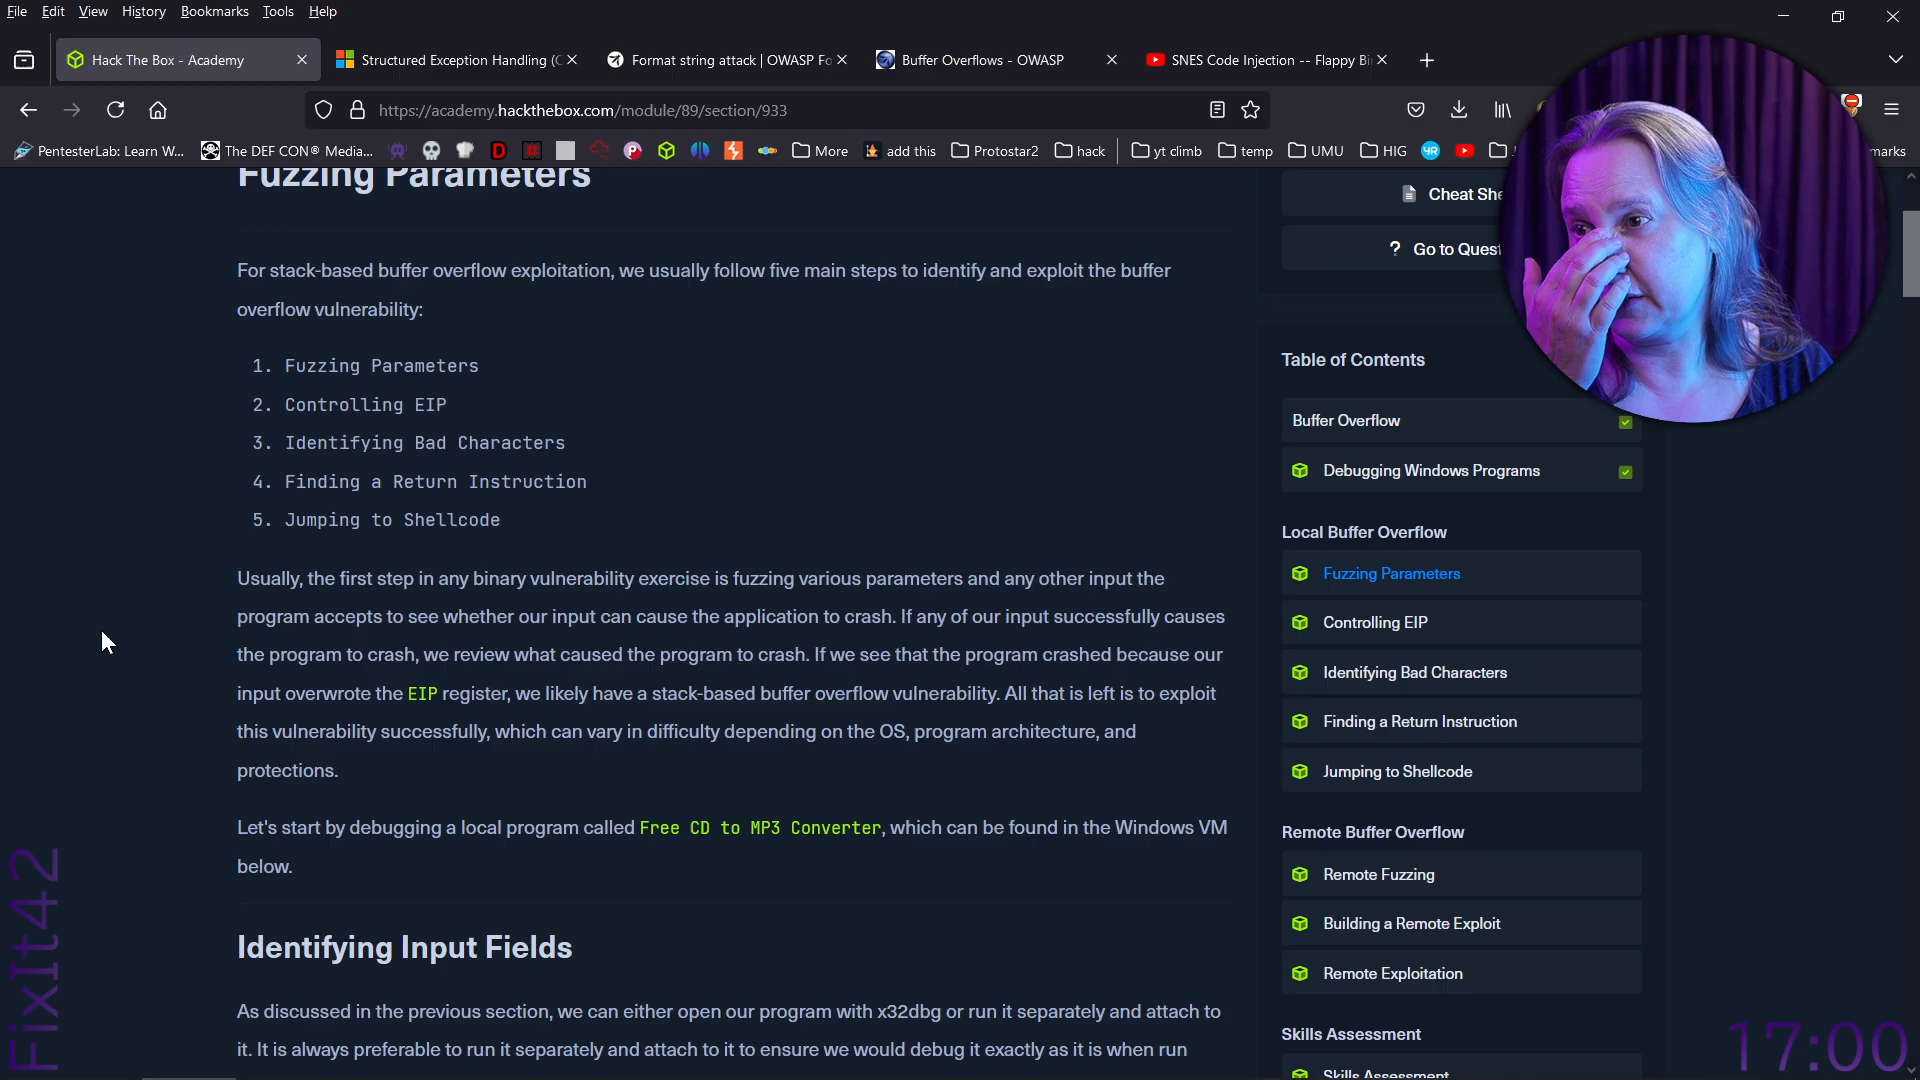 File Edit View History Bookmarks Tools Help
Hack The Box - Academy
Structured Exception Handling (C
Format string attack | OWASP Fo
Buffer Overflows - OWASP
SNES Code Injection -- Flappy Bi
https://academy.hackthebox.com/module/89/section/933
PentesterLab: Learn W... The DEF CON® Media... More add this Protostar2 hack yt climb temp UMU HIG marks
Fuzzing Parameters
For stack-based buffer overflow exploitation, we usually follow five main steps to identify and exploit the buffer
overflow vulnerability:
1. Fuzzing Parameters
2. Controlling EIP
3. Identifying Bad Characters
4. Finding a Return Instruction
5. Jumping to Shellcode
Usually, the first step in any binary vulnerability exercise is fuzzing various parameters and any other input the
program accepts to see whether our input can cause the application to crash. If any of our input successfully causes
the program to crash, we review what caused the program to crash. If we see that the program crashed because our
input overwrote the EIP register, we likely have a stack-based buffer overflow vulnerability. All that is left is to exploit
this vulnerability successfully, which can vary in difficulty depending on the OS, program architecture, and
protections.
Let's start by debugging a local program called Free CD to MP3 Converter, which can be found in the Windows VM
below.
Identifying Input Fields
As discussed in the previous section, we can either open our program with x32dbg or run it separately and attach to
it. It is always preferable to run it separately and attach to it to ensure we would debug it exactly as it is when run
Cheat She
? Go to Quest
Table of Contents
Buffer Overflow
Debugging Windows Programs
Local Buffer Overflow
Fuzzing Parameters
Controlling EIP
Identifying Bad Characters
Finding a Return Instruction
Jumping to Shellcode
Remote Buffer Overflow
Remote Fuzzing
Building a Remote Exploit
Remote Exploitation
Skills Assessment
Skills Assessment
FixIt42
17:00